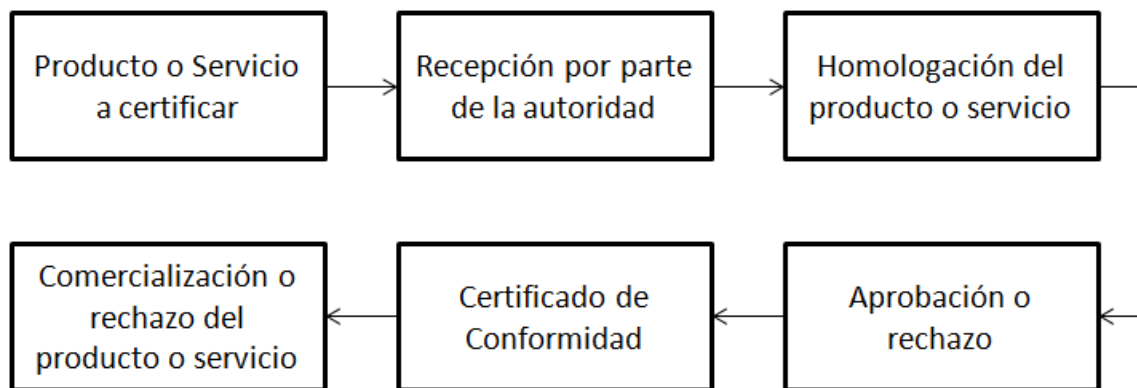 Producto o Servicio
a certificar
Recepción por parte
de la autoridad
Homologación del
producto o servicio
Aprobación o
rechazo
Certificado de
Conformidad
Comercialización o
rechazo del
producto o servicio